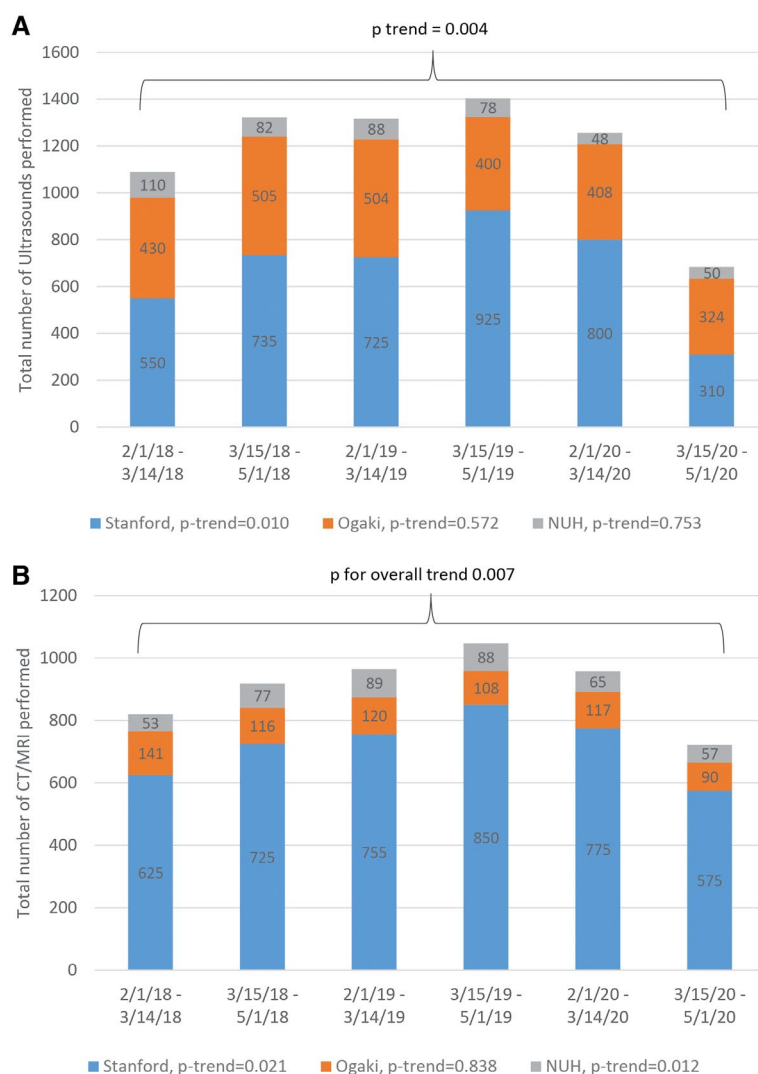 A
p trend = 0.004
1600
1400
1200
1000
800
600
400
200
0
Total number of Ultrasounds performed
110
430
550
82
505
735
88
504
725
78
400
925
48
408
800
50
324
310
2/1/18 - 3/14/18
3/15/18 - 5/1/18
2/1/19 - 3/14/19
3/15/19 - 5/1/19
2/1/20 - 3/14/20
3/15/20 - 5/1/20
Stanford, p-trend=0.010
Ogaki, p-trend=0.572
NUH, p-trend=0.753
B
p for overall trend 0.007
1200
1000
800
600
400
200
0
Total number of CT/MRI performed
53
141
625
77
116
725
89
120
755
88
108
850
65
117
775
57
90
575
2/1/18 - 3/14/18
3/15/18 - 5/1/18
2/1/19 - 3/14/19
3/15/19 - 5/1/19
2/1/20 - 3/14/20
3/15/20 - 5/1/20
Stanford, p-trend=0.021
Ogaki, p-trend=0.838
NUH, p-trend=0.012